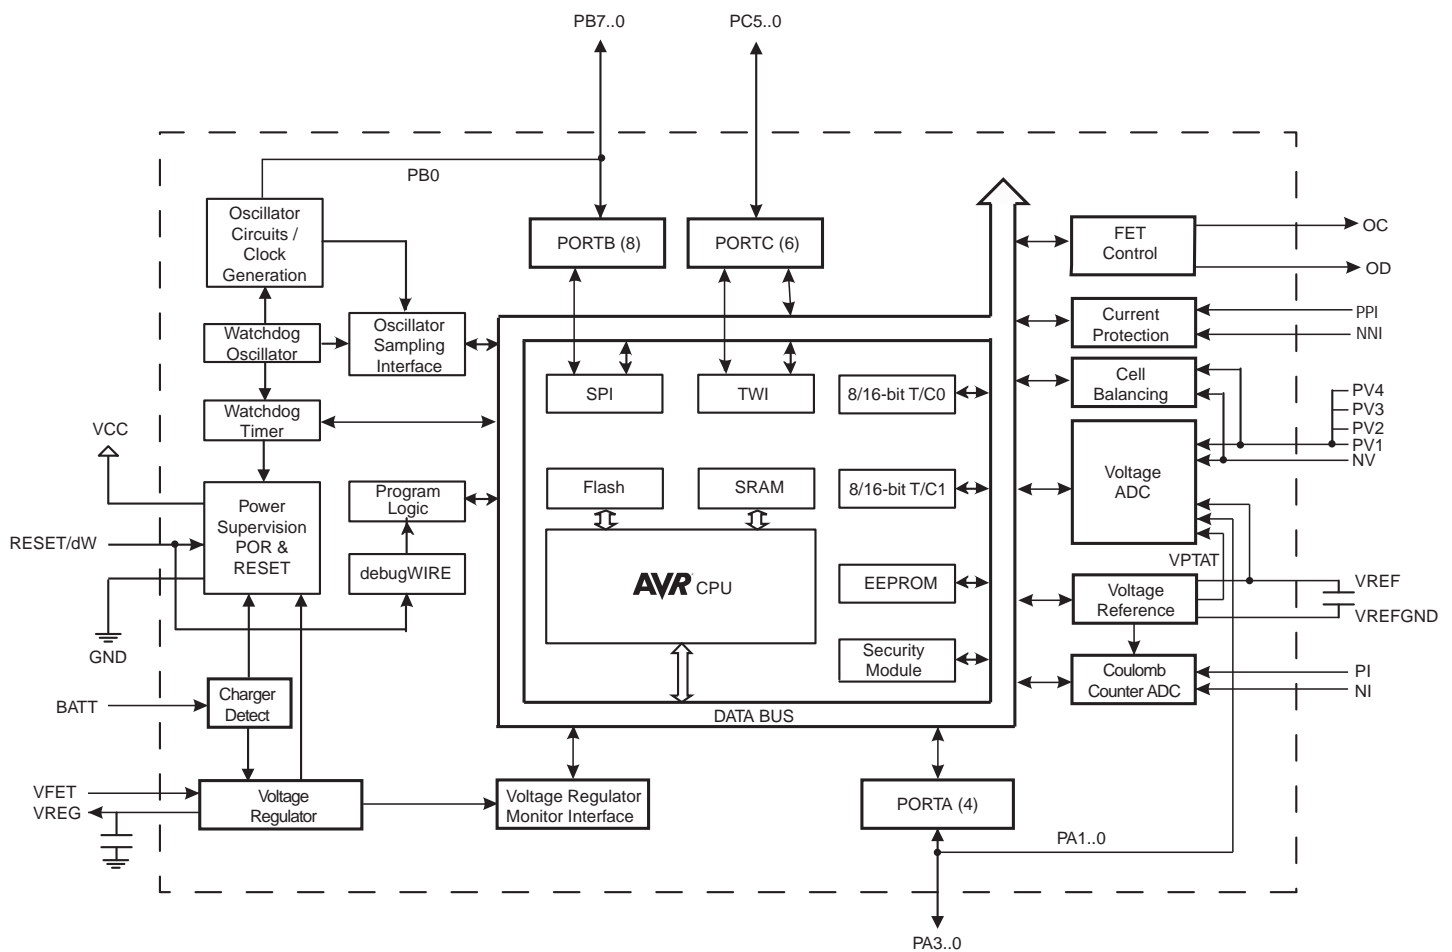 PB7..0
PC5..0
PB0
Oscillator
Circuits /
Clock
Generation
PORTB (8)
PORTC (6)
FET
Control
OC
OD
Watchdog
Oscillator
Oscillator
Sampling
Interface
Current
Protection
PPI
NNI
SPI
TWI
8/16-bit T/C0
Cell
Balancing
PV4
PV3
PV2
PV1
NV
Watchdog
Timer
VCC
Voltage
ADC
Flash
SRAM
8/16-bit T/C1
Program
Logic
Power
Supervision
POR &
RESET
RESET/dW
debugWIRE
AVR CPU
EEPROM
VPTAT
Voltage
Reference
VREF
VREFGND
GND
Security
Module
Coulomb
Counter ADC
PI
NI
BATT
Charger
Detect
DATA BUS
VFET
VREG
Voltage
Regulator
Voltage Regulator
Monitor Interface
PORTA (4)
PA1..0
PA3..0